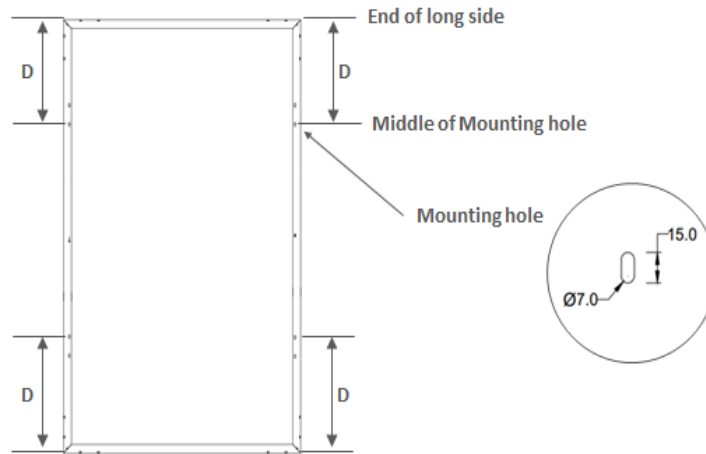 End of long side
D
D
Middle of Mounting hole
Mounting hole
15.0
Ø7.0
D
D